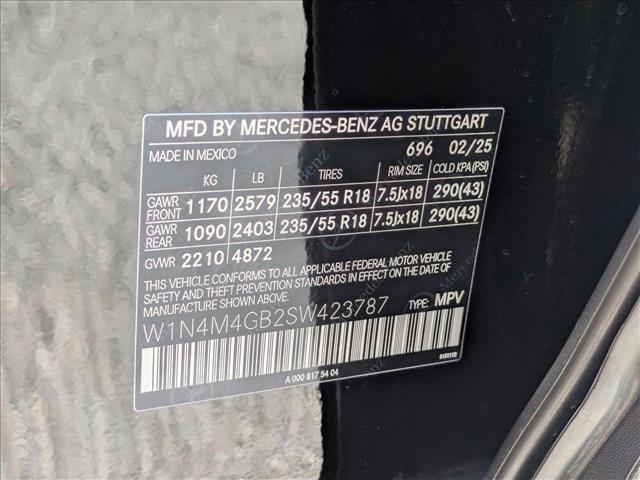 MFD BY MERCEDES-BENZ AG STUTTGART
MADE IN MEXICO 696 02/25
KG LB TIRES RIM SIZE COLD KPA(PSI)
GAWR FRONT 1170 2579 235/55 R18 7.5Jx18 290(43)
GAWR REAR 1090 2403 235/55 R18 7.5Jx18 290(43)
GVWR 2210 4872
THIS VEHICLE CONFORMS TO ALL APPLICABLE FEDERAL MOTOR VEHICLE
SAFETY AND THEFT PREVENTION STANDARDS IN EFFECT ON THE DATE OF
MANUFACTURE SHOWN ABOVE.
W1N4M4GB2SW423787 TYPE: MPV
A 000 817 54 04